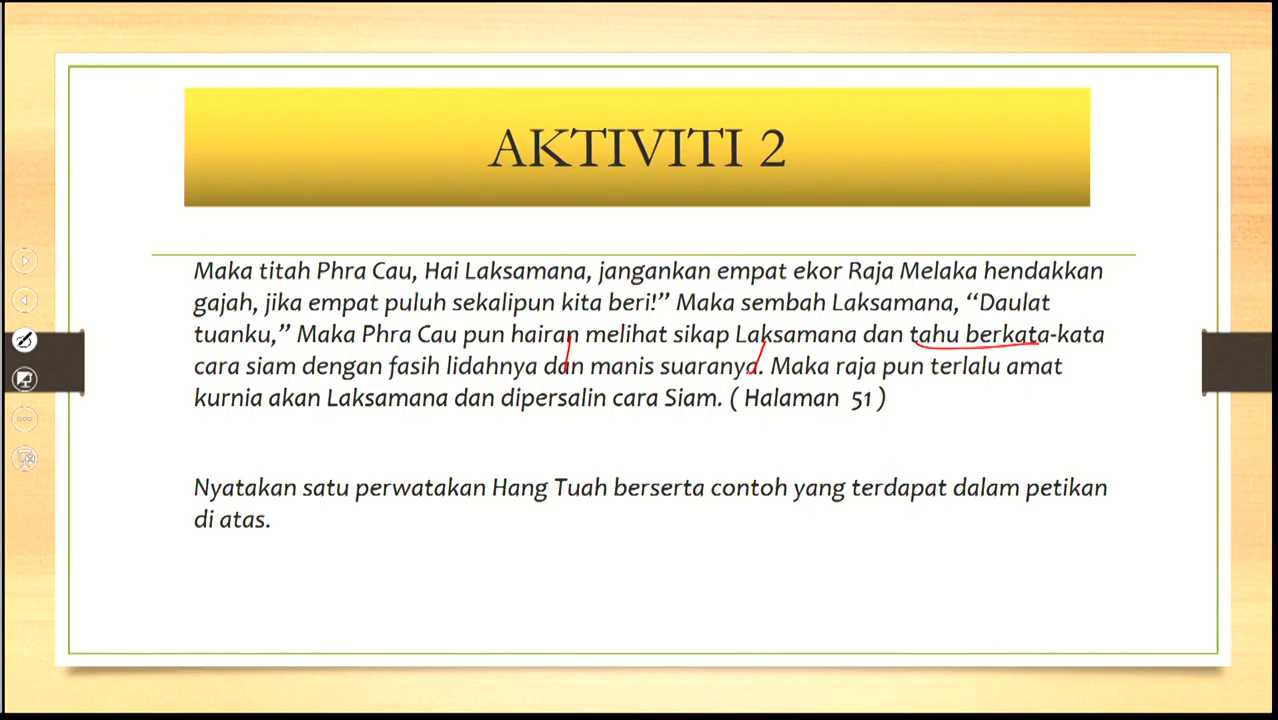 AKTIVITI 2
Maka titah Phra Cau, Hai Laksamana, jangankan empat ekor Raja Melaka hendakkan
gajah, jika empat puluh sekalipun kita beri!” Maka sembah Laksamana, “Daulat
tuanku,” Maka Phra Cau pun hairan melihat sikap Laksamana dan tahu berkata-kata
cara siam dengan fasih lidahnya dan manis suaranya. Maka raja pun terlalu amat
kurnia akan Laksamana dan dipersalin cara Siam. ( Halaman 51 )
Nyatakan satu perwatakan Hang Tuah berserta contoh yang terdapat dalam petikan
di atas.